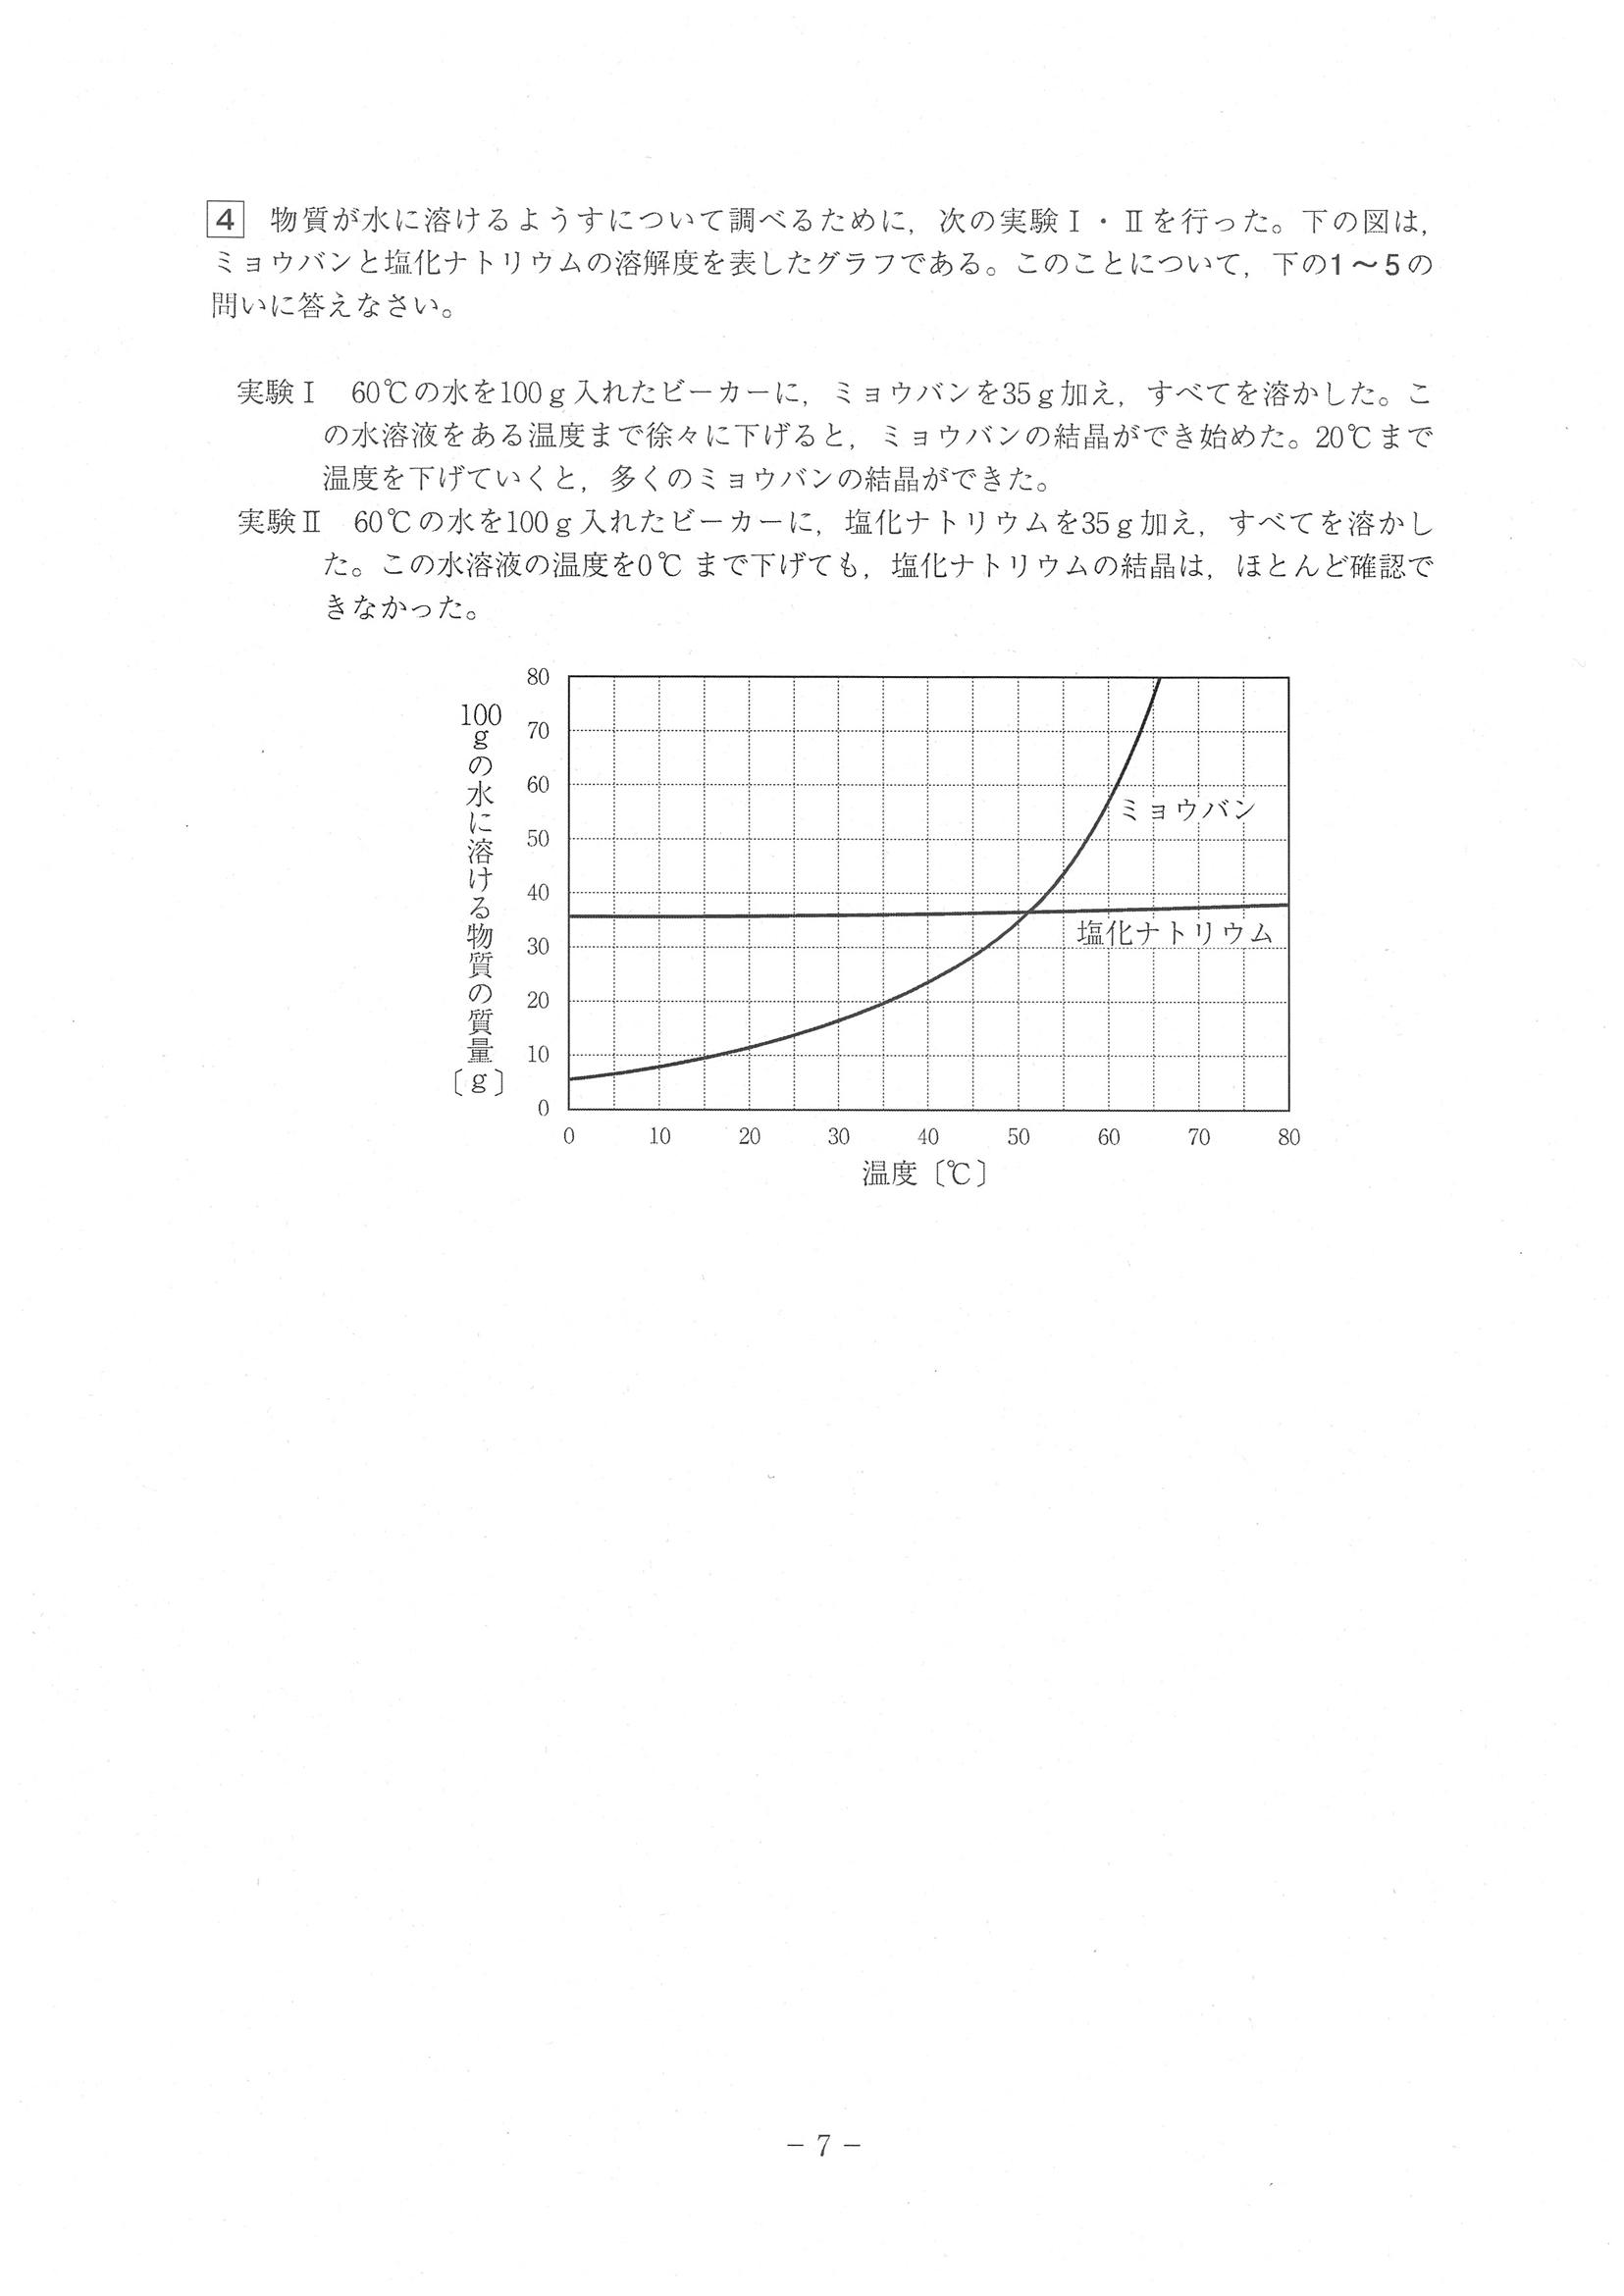 4 物質が水に溶けるようすについて調べるために，次の実験Ⅰ・Ⅱを行った。下の図は，
ミョウバンと塩化ナトリウムの溶解度を表したグラフである。このことについて，下の1～5の
問いに答えなさい。
実験Ⅰ　60℃の水を100g入れたビーカーに，ミョウバンを35g加え，すべてを溶かした。こ
の水溶液をある温度まで徐々に下げると，ミョウバンの結晶ができ始めた。20℃まで
温度を下げていくと，多くのミョウバンの結晶ができた。
実験Ⅱ　60℃の水を100g入れたビーカーに，塩化ナトリウムを35g加え，すべてを溶かし
た。この水溶液の温度を0℃まで下げても，塩化ナトリウムの結晶は，ほとんど確認で
きなかった。
100gの水に溶ける物質の質量〔g〕
80
70
60
50
40
30
20
10
0
ミョウバン
塩化ナトリウム
0 10 20 30 40 50 60 70 80
温度〔℃〕
－7－